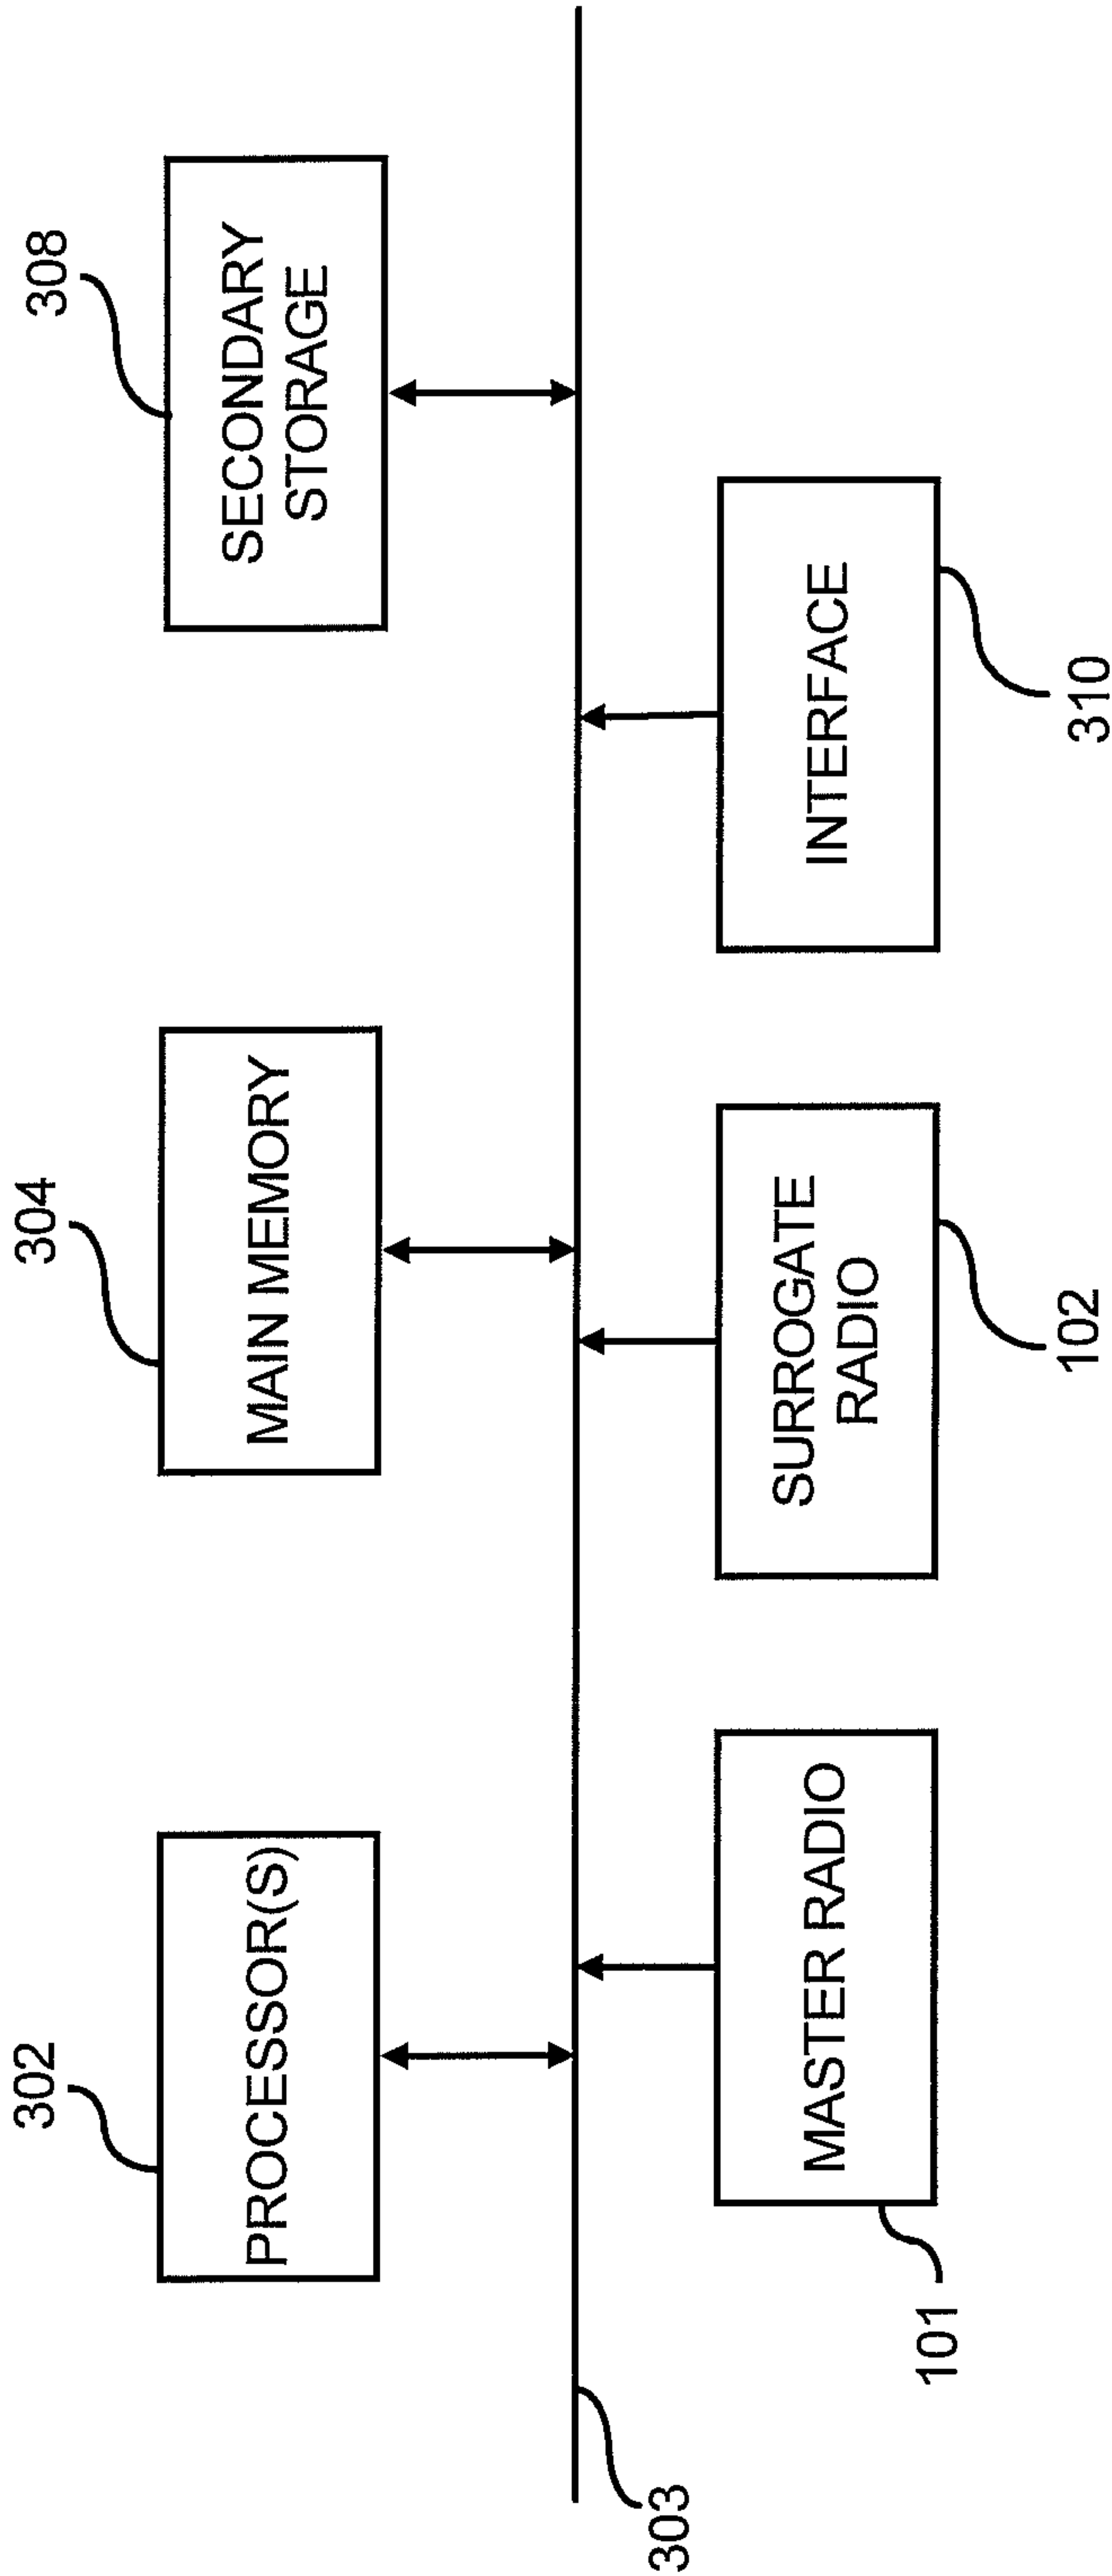 302
PROCESSOR(S)
304
MAIN MEMORY
308
SECONDARY
STORAGE
303
MASTER RADIO
101
SURROGATE
RADIO
102
INTERFACE
310